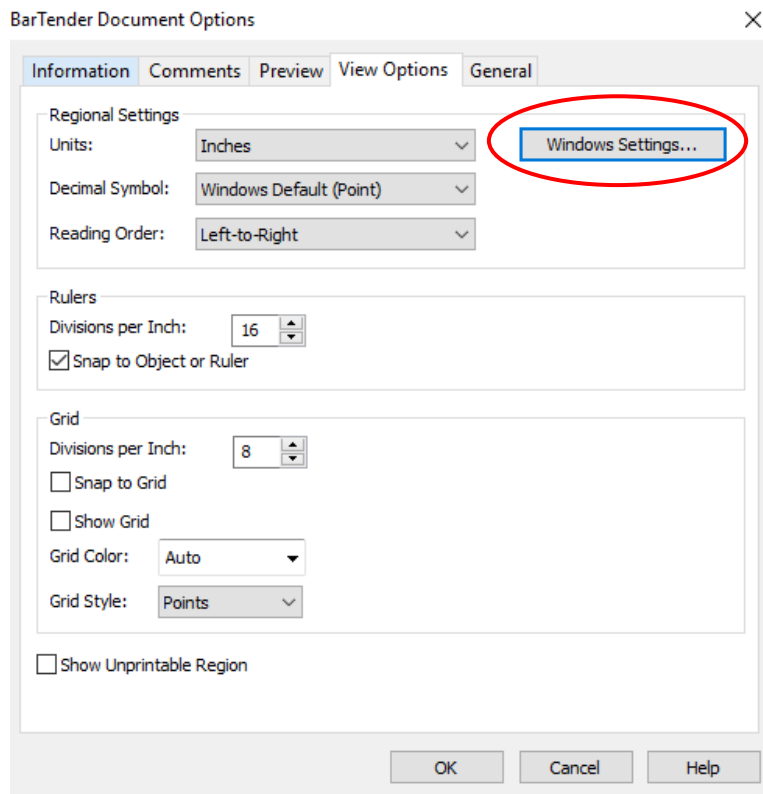 BarTender Document Options
Information Comments Preview View Options General
Regional Settings
Units: Inches Windows Settings...
Decimal Symbol: Windows Default (Point)
Reading Order: Left-to-Right
Rulers
Divisions per Inch: 16
Snap to Object or Ruler
Grid
Divisions per Inch: 8
Snap to Grid
Show Grid
Grid Color: Auto
Grid Style: Points
Show Unprintable Region
OK Cancel Help